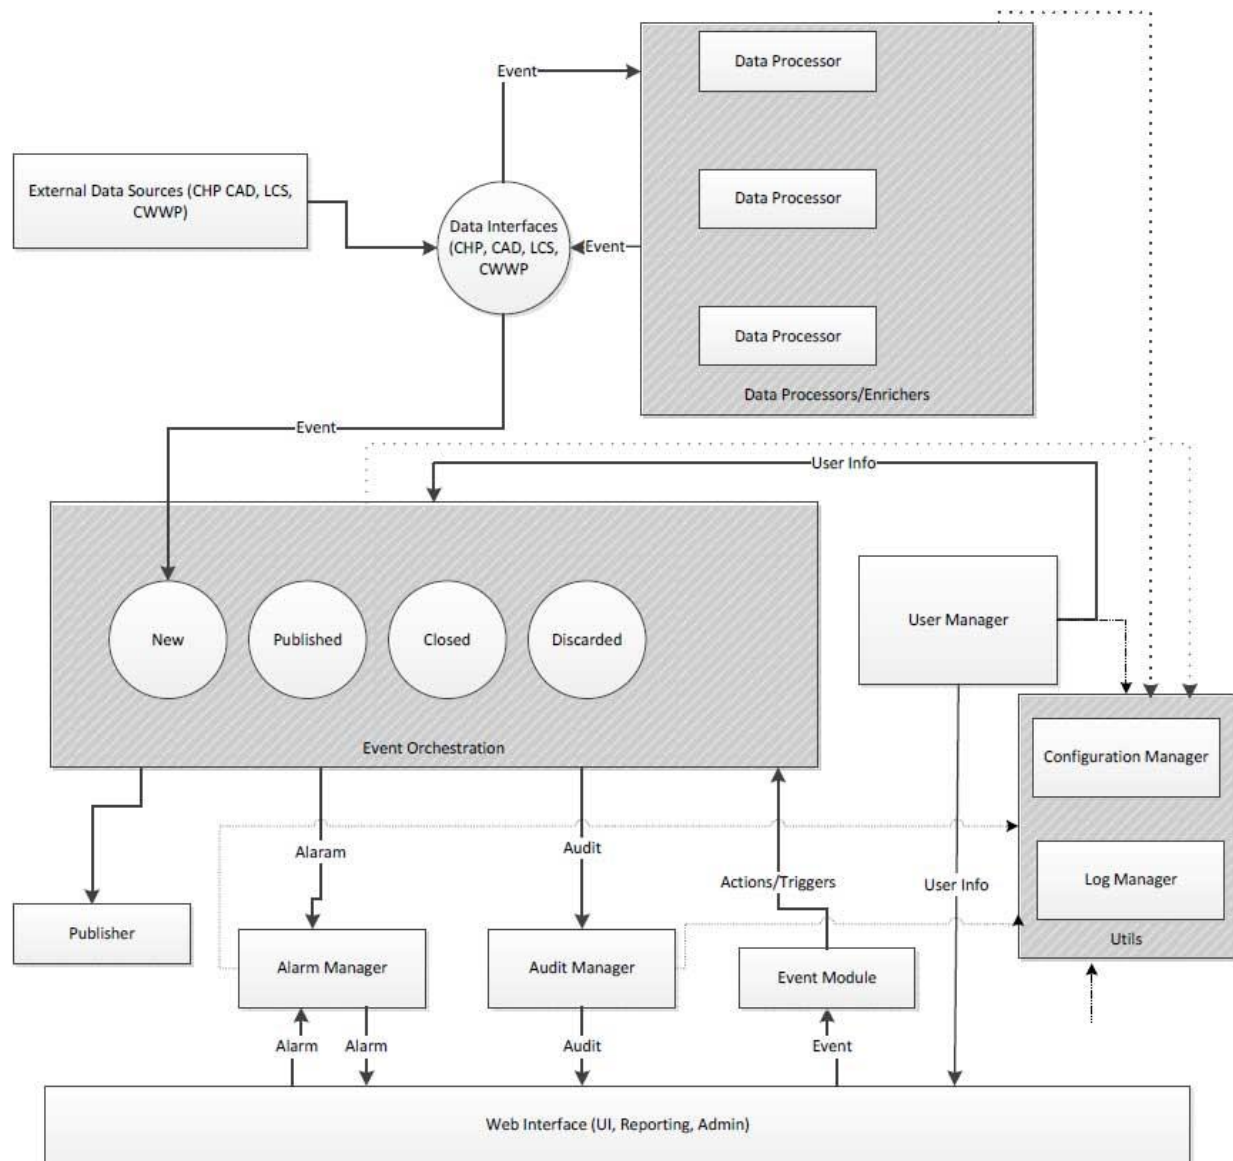 Event
Data Processor
External Data Sources (CHP CAD, LCS,
CWWP)
Data Processor
Data Interfaces
(CHP, CAD, LCS,
CWWP
Event
Data Processor
Data Processors/Enrichers
Event
User Info
New
Published
Closed
Discarded
User Manager
Event Orchestration
Configuration Manager
Alaram
Audit
Actions/Triggers
User Info
Log Manager
Publisher
Utils
Alarm Manager
Audit Manager
Event Module
Alarm
Alarm
Audit
Event
Web Interface (UI, Reporting, Admin)